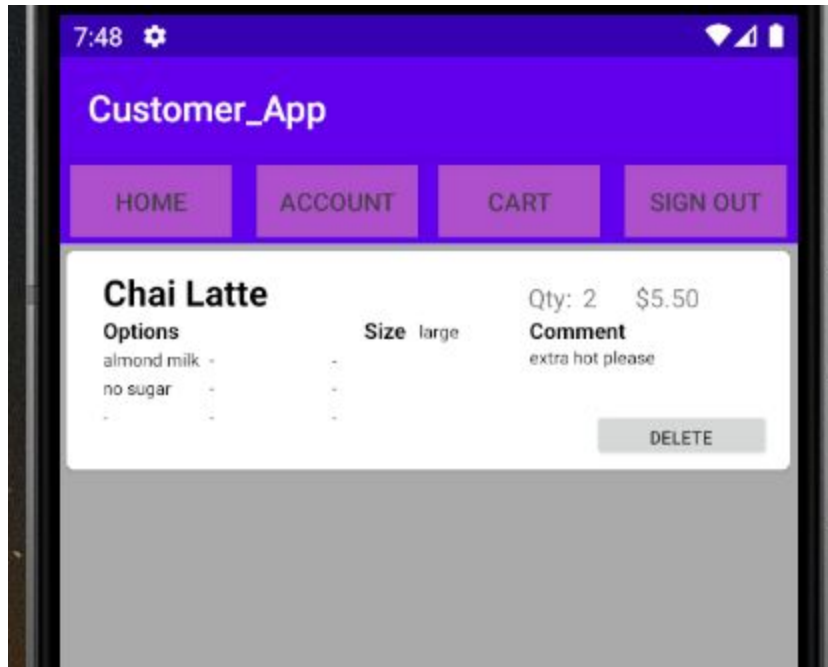 7:48
Customer_App
HOME ACCOUNT CART SIGN OUT
Chai Latte Qty: 2 $5.50
Options Size large Comment
almond milk - - extra hot please
no sugar - -
- - -
DELETE